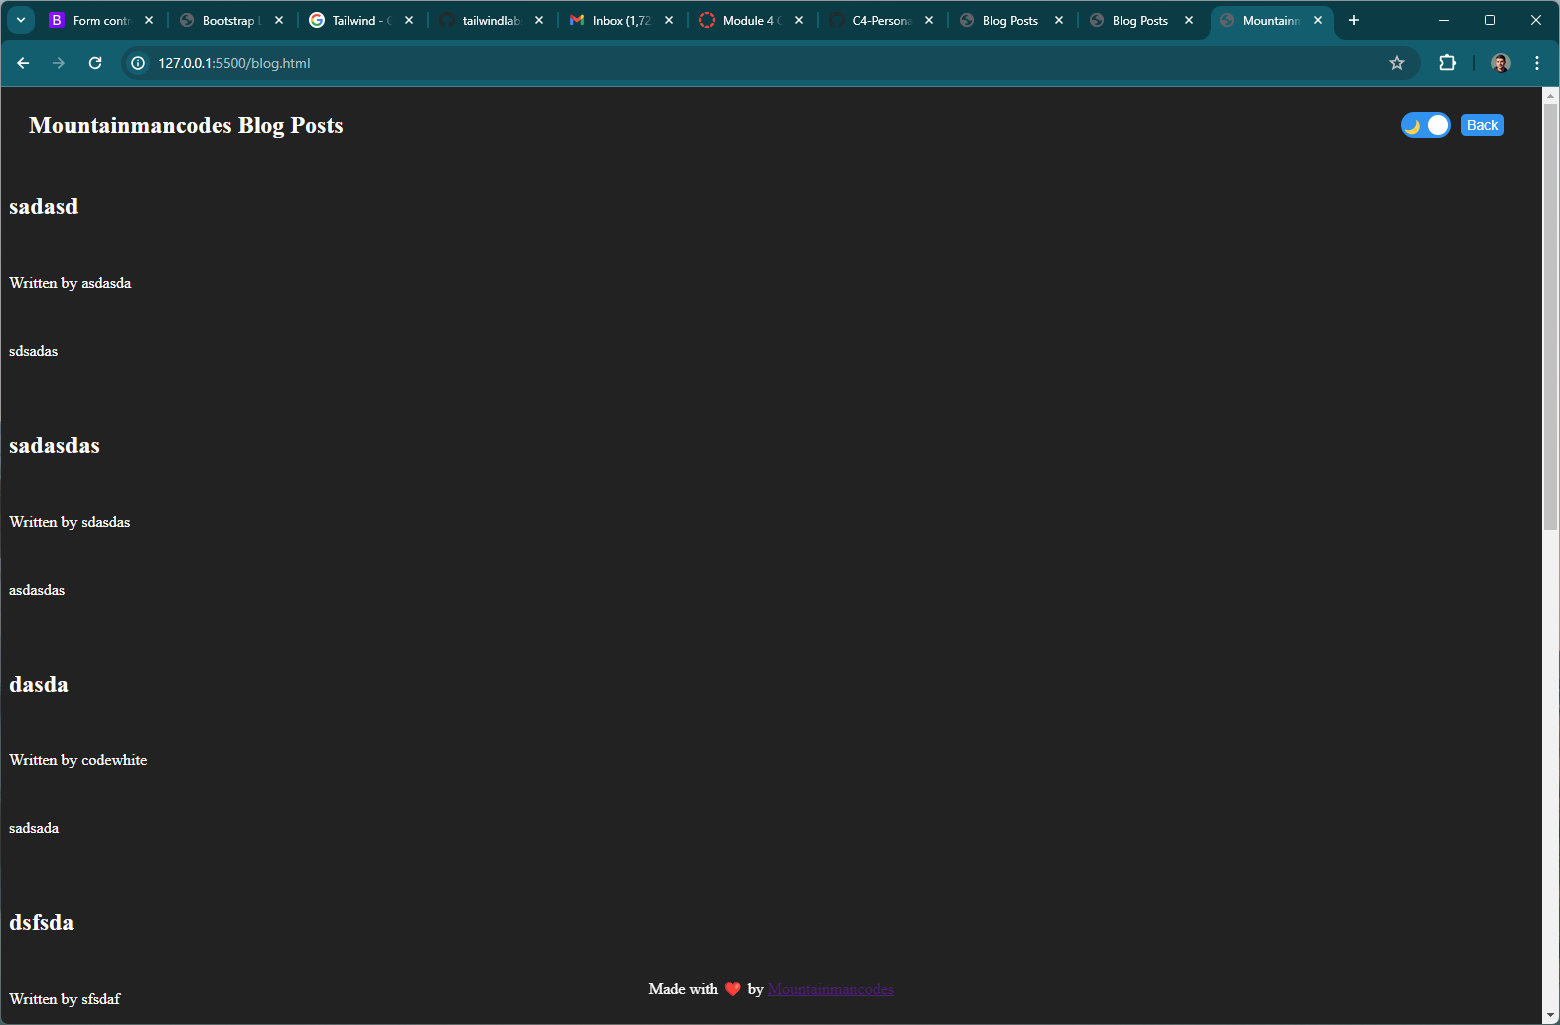 Form contr
Bootstrap L
Tailwind - G
tailwindlab
Inbox (1,72
Module 4 C
C4-Persona
Blog Posts
Blog Posts
Mountainm
127.0.0.1:5500/blog.html
Mountainmancodes Blog Posts
Back
sadasd
Written by asdasda
sdsadas
sadasdas
Written by sdasdas
asdasdas
dasda
Written by codewhite
sadsada
dsfsda
Made with ❤️ by Mountainmancodes
Written by sfsdaf